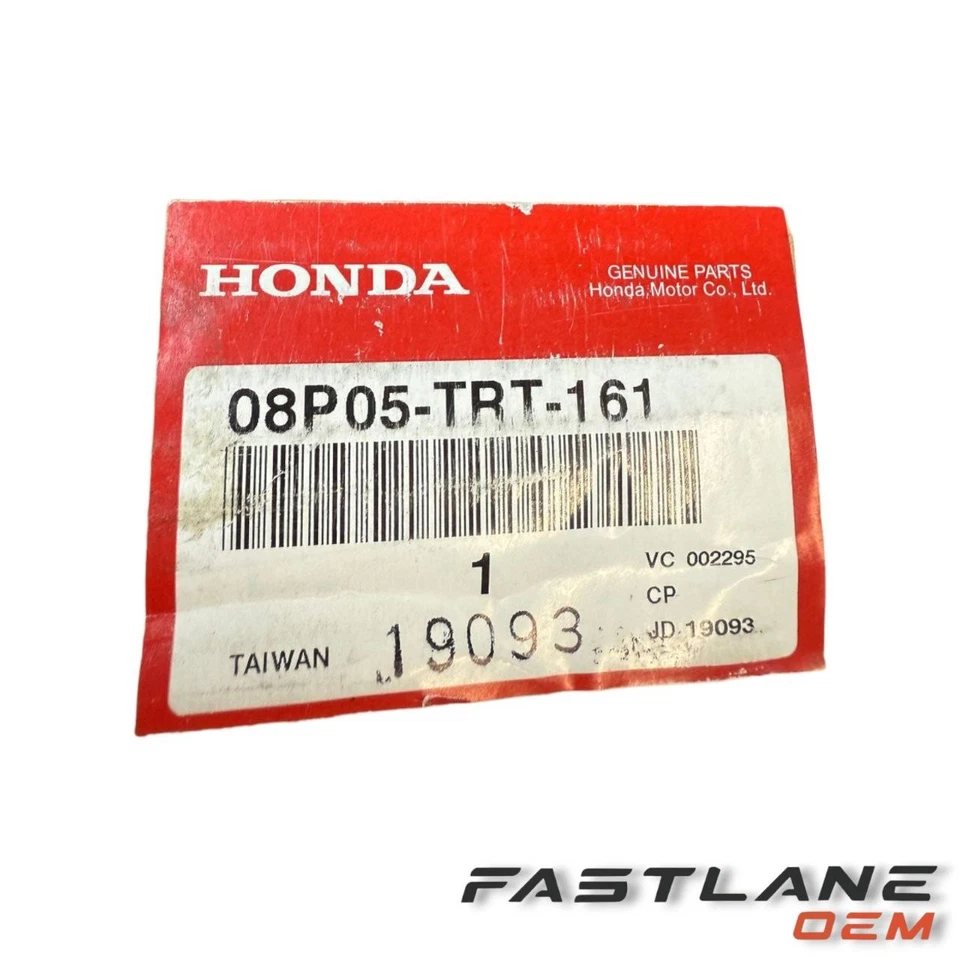 HONDA
GENUINE PARTS
Honda Motor Co., Ltd.
08P05-TRT-161
1
VC 002295
CP
JD 19093
TAIWAN
19093
FASTLANE
OEM